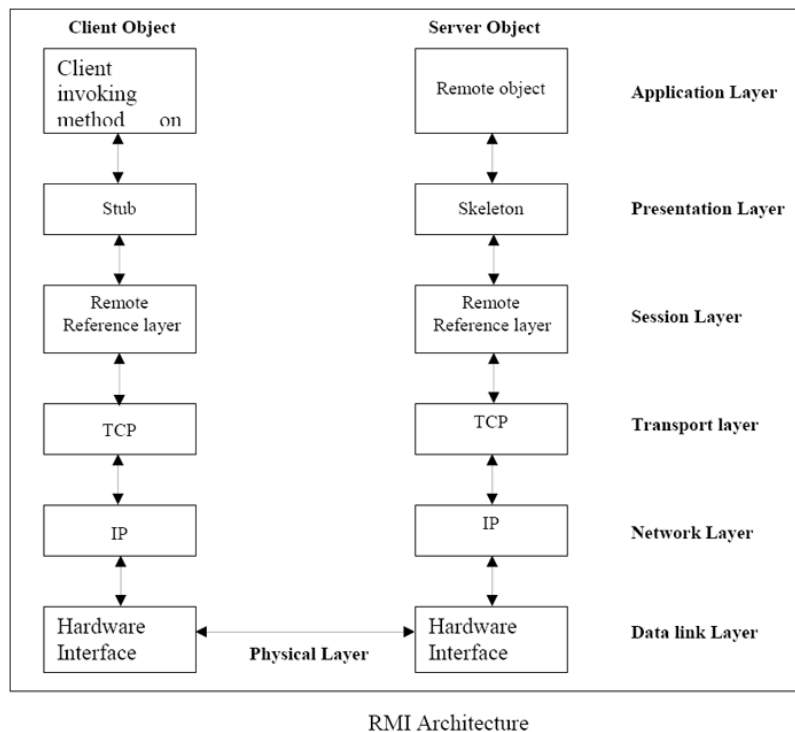 Client Object
Server Object
Client
invoking
method on
Remote object
Application Layer
Stub
Skeleton
Presentation Layer
Remote
Reference layer
Remote
Reference layer
Session Layer
TCP
TCP
Transport layer
IP
IP
Network Layer
Hardware
Interface
Physical Layer
Hardware
Interface
Data link Layer
RMI Architecture